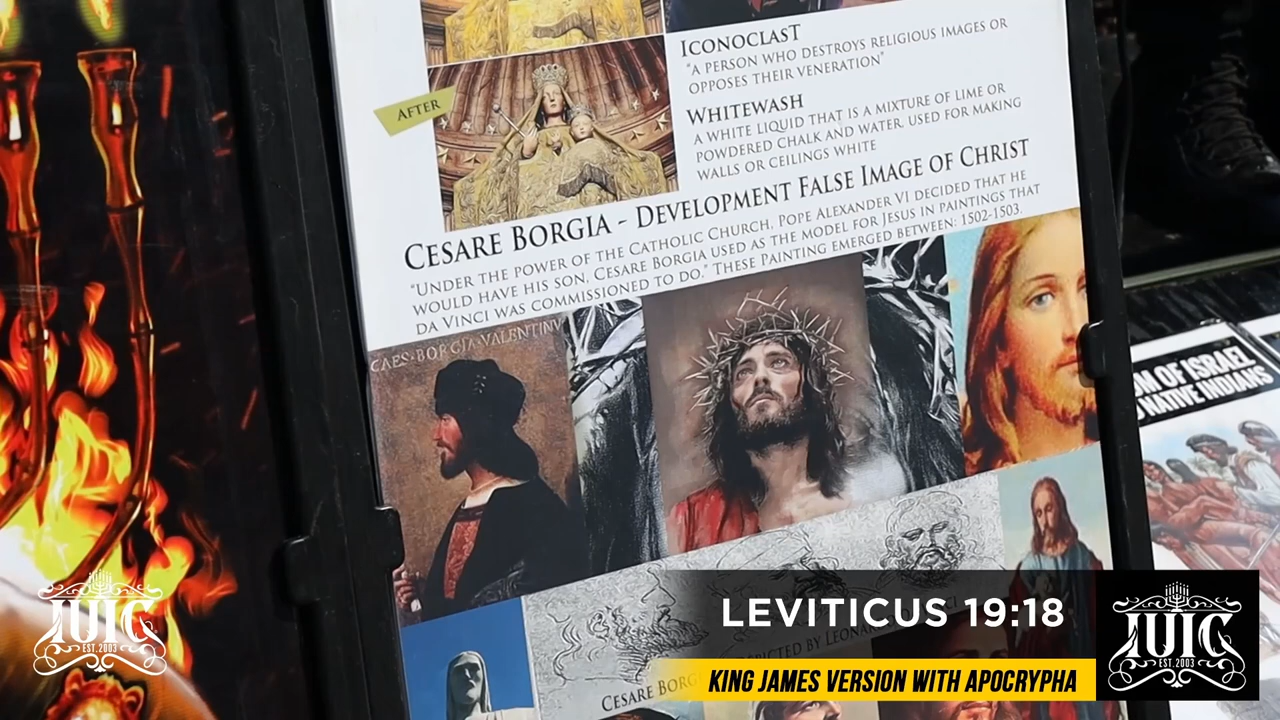 ICONOCLAST
"A PERSON WHO DESTROYS RELIGIOUS IMAGES OR
OPPOSES THEIR VENERATION"
AFTER
WHITEWASH
A WHITE LIQUID THAT IS A MIXTURE OF LIME OR
POWDERED CHALK AND WATER, USED FOR MAKING
WALLS OR CEILINGS WHITE
CESARE BORGIA - DEVELOPMENT FALSE IMAGE OF CHRIST
"UNDER THE POWER OF THE CATHOLIC CHURCH, POPE ALEXANDER VI DECIDED THAT HE
WOULD HAVE HIS SON, CESARE BORGIA USED AS THE MODEL FOR JESUS IN PAINTINGS THAT
DA VINCI WAS COMMISSIONED TO DO." THESE PAINTING EMERGED BETWEEN: 1502-1503.
CAES·BORGIA·VALENTINV
OF ISRAEL
NATIVE INDIANS
LEVITICUS 19:18
KING JAMES VERSION WITH APOCRYPHA
IUIC
EST. 2003
IUIC
EST. 2003
BY LEONAR
CESARE BORG